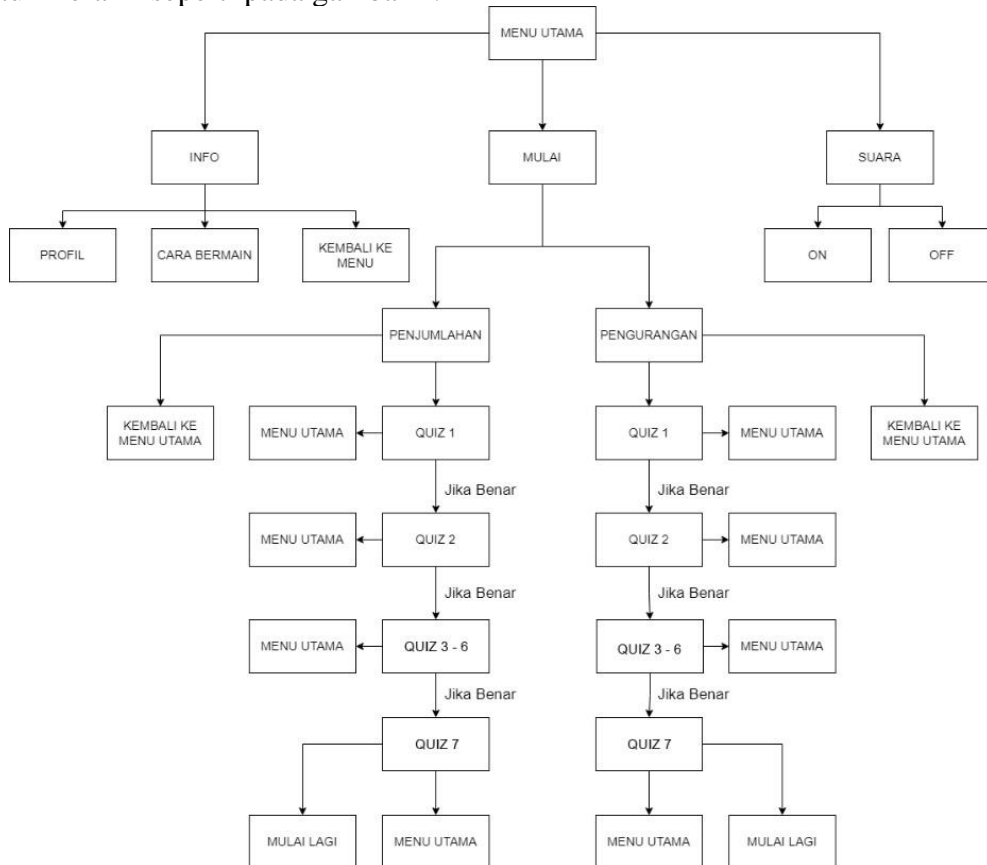 MENU UTAMA
INFO
MULAI
SUARA
PROFIL
CARA BERMAIN
KEMBALI KE
MENU
ON
OFF
PENJUMLAHAN
PENGURANGAN
KEMBALI KE
MENU UTAMA
MENU UTAMA
QUIZ 1
QUIZ 1
MENU UTAMA
KEMBALI KE
MENU UTAMA
Jika Benar
Jika Benar
MENU UTAMA
QUIZ 2
QUIZ 2
MENU UTAMA
Jika Benar
Jika Benar
MENU UTAMA
QUIZ 3 - 6
QUIZ 3 - 6
MENU UTAMA
Jika Benar
Jika Benar
QUIZ 7
QUIZ 7
MULAI LAGI
MENU UTAMA
MENU UTAMA
MULAI LAGI